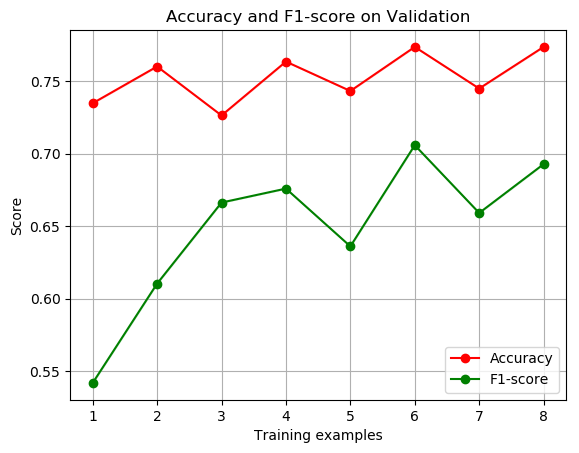 Accuracy and F1-score on Validation
Score
0.75
0.70
0.65
0.60
0.55
Accuracy
F1-score
1 2 3 4 5 6 7 8
Training examples